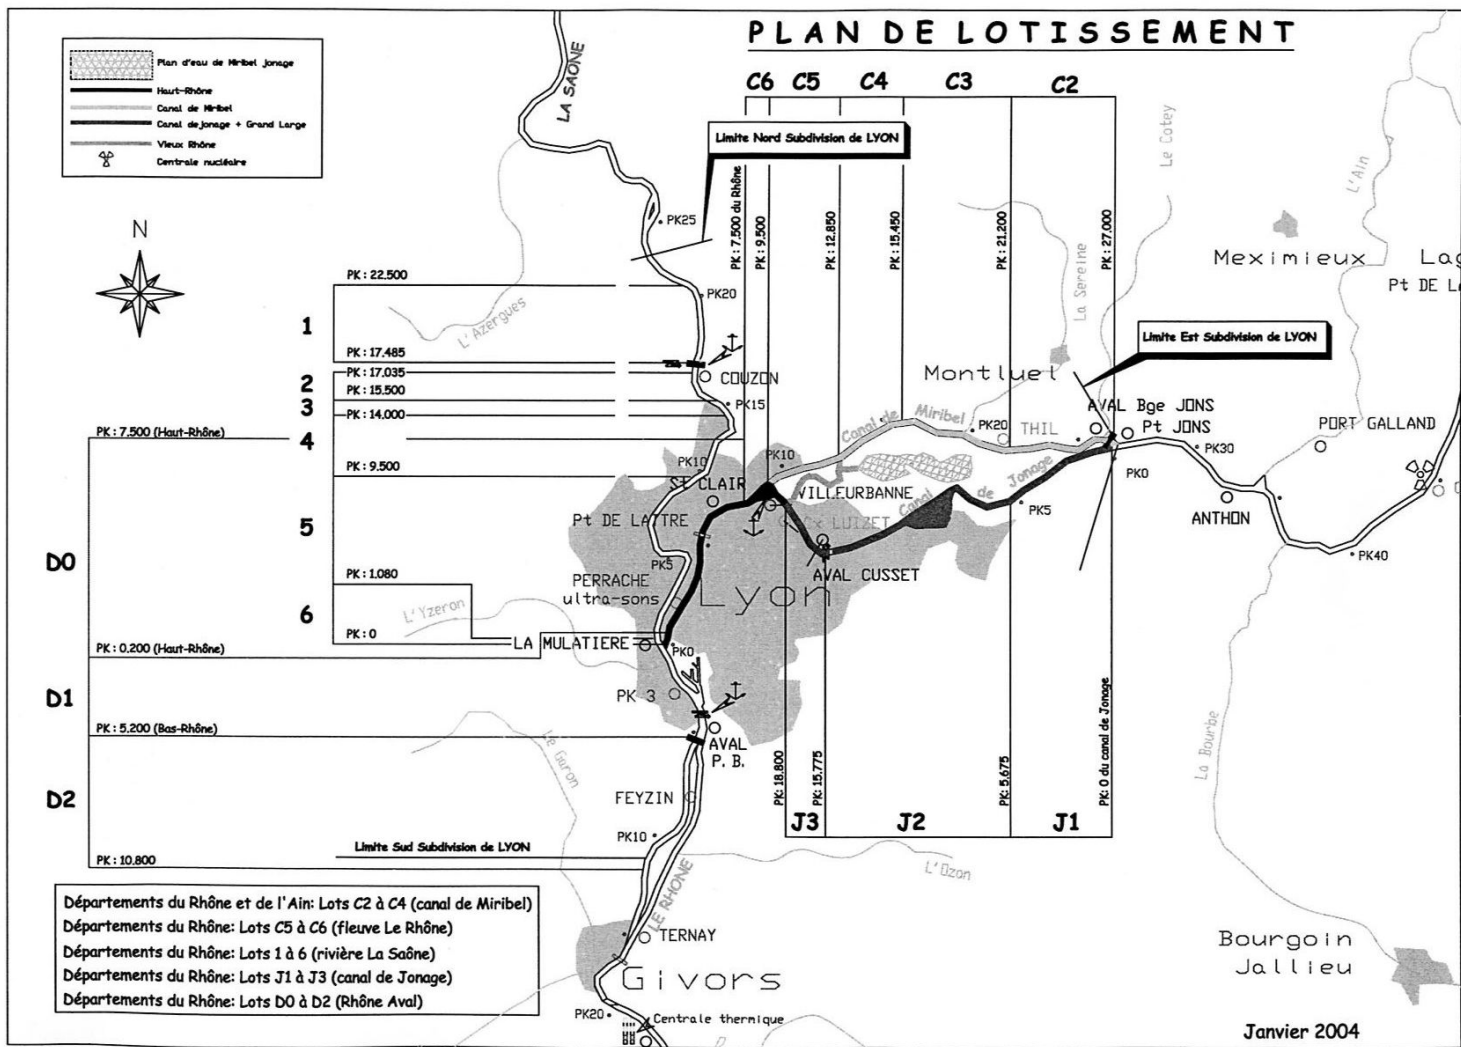 PLAN DE LOTISSEMENT
Plan d'eau de Miribel jonage
Haut-Rhône
Canal de Miribel
Canal de jonage + Grand Large
Vieux Rhône
Centrale nucléaire
N
LA SAÔNE
C6
C5
C4
C3
C2
Limite Nord Subdivision de LYON
PK : 7.500 du Rhône
PK : 9.500
PK : 12.850
PK : 15.450
PK : 21.200
PK : 27.000
Le Cotey
L'Ain
La Sereine
PK25
PK20
L'Azergues
Meximieux
Lag
Pt DE La
Limite Est Subdivision de LYON
PK : 22.500
1
PK : 17.485
PK : 17.035
2
PK : 15.500
3
PK : 14.000
PK : 7.500 (Haut-Rhône)
4
PK : 9.500
5
D0
PK : 1.080
6
PK : 0
PK : 0.200 (Haut-Rhône)
D1
PK : 5.200 (Bas-Rhône)
D2
PK : 10.800
Limite Sud Subdivision de LYON
COUZON
PK15
PK10
St CLAIR
Pt DE LATTRE
PK5
PERRACHE
ultra-sons
L'Yzeron
LA MULATIERE
PK0
PK 3
AVAL
P. B.
Le Garon
FEYZIN
PK10
LE RHONE
L'Ozon
TERNAY
Givors
PK20
Centrale thermique
Lyon
VILLEURBANNE
Cx LUIZET
AVAL CUSSET
PK10
Canal de Miribel
PK20
THIL
Montluel
AVAL Bge JONS
Pt JONS
Canal de Jonage
PK5
PK0
PK30
PORT GALLAND
ANTHON
PK40
La Bourbe
PK: 18.800
PK: 15.775
PK: 5.675
PK: 0 du canal de Jonage
J3
J2
J1
Bourgoin
Jallieu
Départements du Rhône et de l'Ain: Lots C2 à C4 (canal de Miribel)
Départements du Rhône: Lots C5 à C6 (fleuve Le Rhône)
Départements du Rhône: Lots 1 à 6 (rivière La Saône)
Départements du Rhône: Lots J1 à J3 (canal de Jonage)
Départements du Rhône: Lots D0 à D2 (Rhône Aval)
Janvier 2004